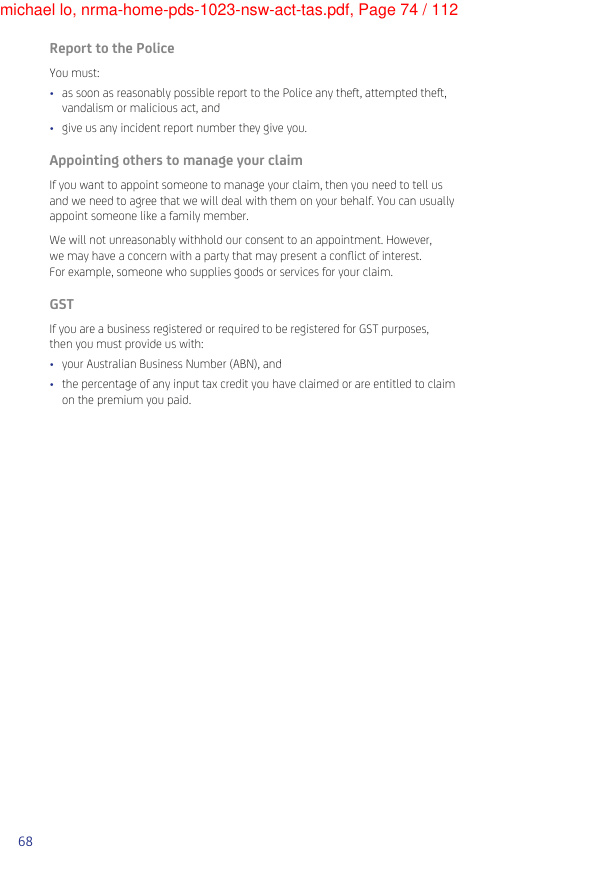 michael lo, nrma-home-pds-1023-nsw-act-tas.pdf, Page 74 / 112
Report to the Police
You must:
• as soon as reasonably possible report to the Police any theft, attempted theft,
vandalism or malicious act, and
• give us any incident report number they give you.
Appointing others to manage your claim
If you want to appoint someone to manage your claim, then you need to tell us
and we need to agree that we will deal with them on your behalf. You can usually
appoint someone like a family member.
We will not unreasonably withhold our consent to an appointment. However,
we may have a concern with a party that may present a conflict of interest.
For example, someone who supplies goods or services for your claim.
GST
If you are a business registered or required to be registered for GST purposes,
then you must provide us with:
• your Australian Business Number (ABN), and
• the percentage of any input tax credit you have claimed or are entitled to claim
on the premium you paid.
68